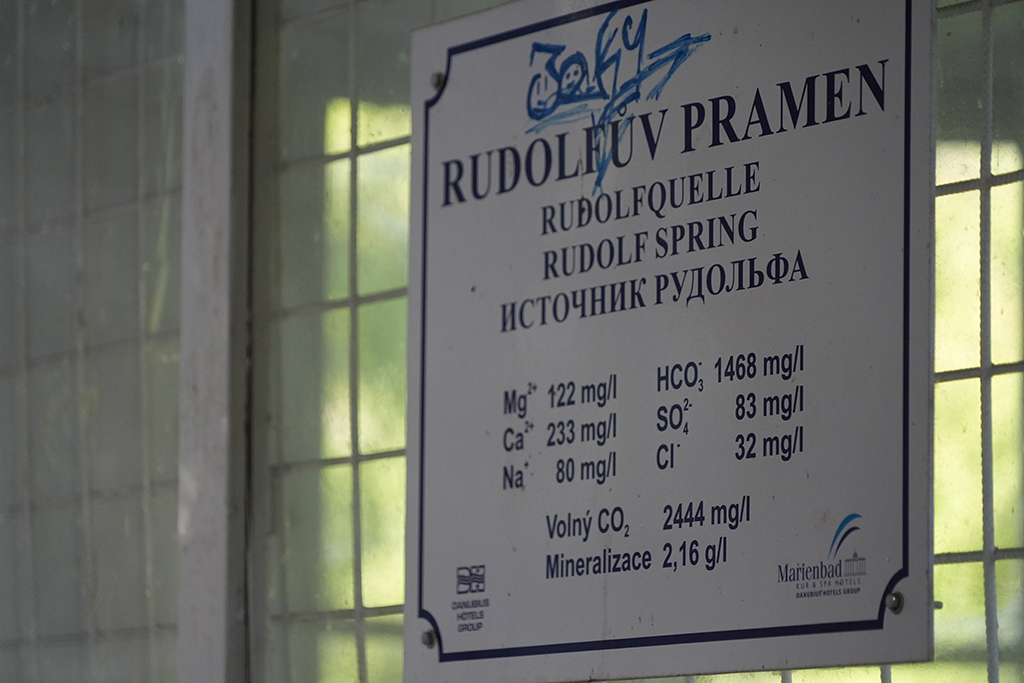 Jaky
RUDOLFŮV PRAMEN
RUDOLFQUELLE
RUDOLF SPRING
ИСТОЧНИК РУДОЛЬФА
Mg²⁺ 122 mg/l HCO₃⁻ 1468 mg/l
Ca²⁺ 233 mg/l SO₄²⁻ 83 mg/l
Na⁺ 80 mg/l Cl⁻ 32 mg/l
Volný CO₂ 2444 mg/l
Mineralizace 2,16 g/l
DANUBIUS
HOTELS
GROUP
Mařienbad
KUR & SPA HOTELS
DANUBIUS HOTELS GROUP